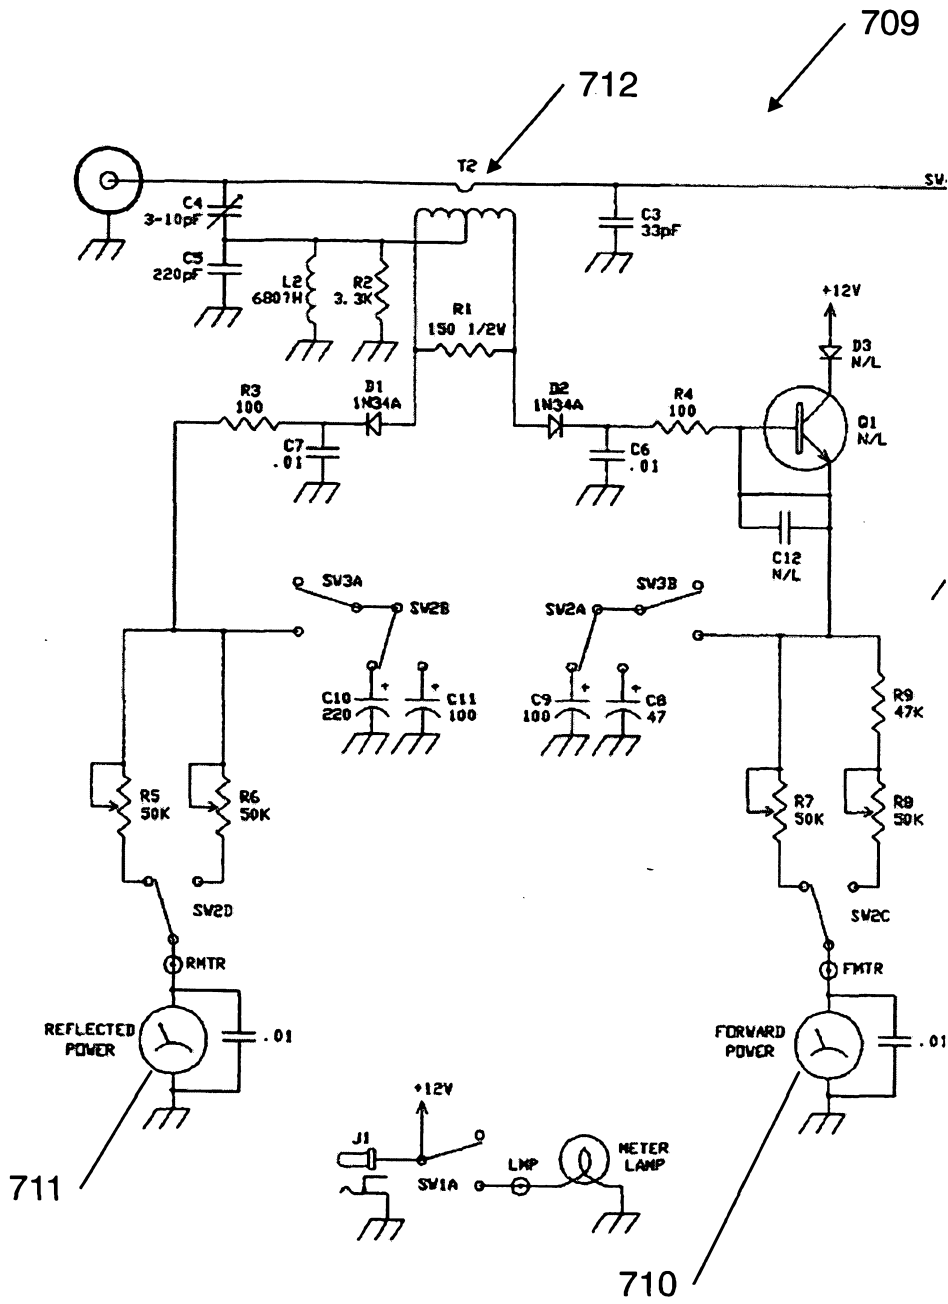 709
712
T2
SW-
C4
3-10pF
C3
33pF
C5
220pF
L2
680?H
R2
3.3K
+12V
R1
150 1/2W
D3
N/L
D1
1N34A
D2
1N34A
R3
100
R4
100
Q1
N/L
C7
.01
C6
.01
C12
N/L
SW3A
SW3B
SW2B
SW2A
C10
220
C11
100
C9
100
C8
47
R9
47K
R5
50K
R6
50K
R7
50K
R8
50K
SW2D
SW2C
RMTR
FMTR
REFLECTED
POWER
.01
FORWARD
POWER
.01
+12V
J1
METER
LAMP
LMP
SW1A
711
710